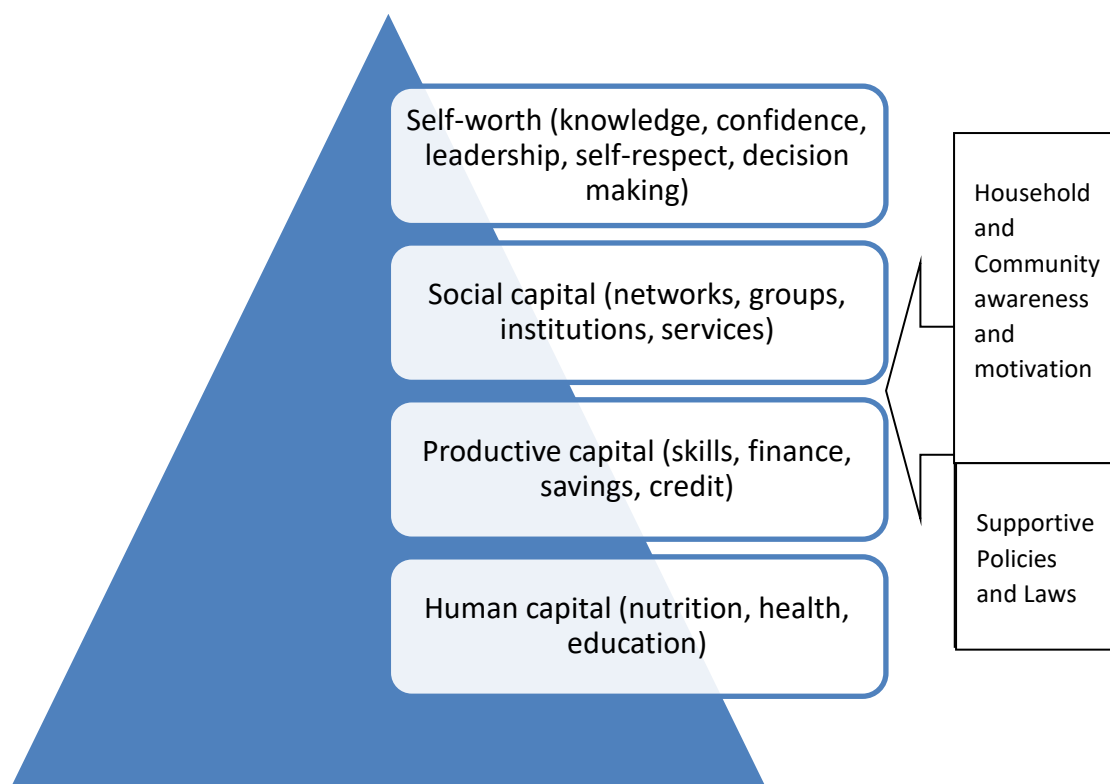 Self-worth (knowledge, confidence,
leadership, self-respect, decision
making)
Social capital (networks, groups,
institutions, services)
Productive capital (skills, finance,
savings, credit)
Human capital (nutrition, health,
education)
Household
and
Community
awareness
and
motivation
Supportive
Policies
and Laws